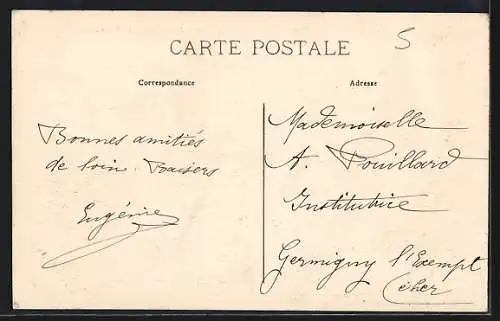 5
CARTE POSTALE
Correspondance
Adresse
Bonnes amitiés
de loin. Baisers
Eugénie
Mademoiselle
A. Pouillard
Institutrice
Germigny l'Exempt
Cher